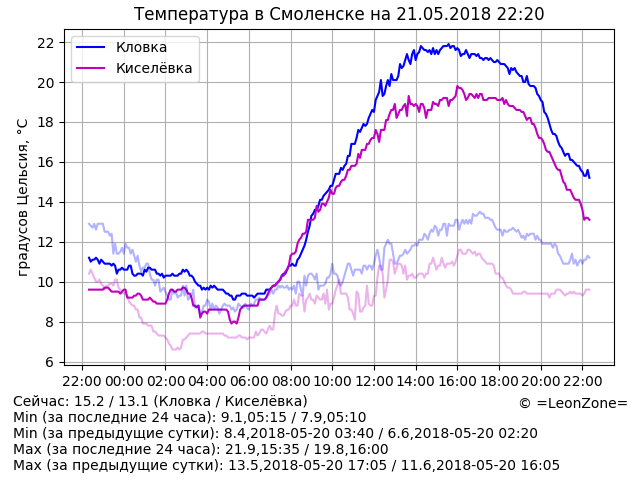 Температура в Смоленске на 21.05.2018 22:20
Кловка
Киселёвка
градусов Цельсия, °C
22
20
18
16
14
12
10
8
6
22:00 00:00 02:00 04:00 06:00 08:00 10:00 12:00 14:00 16:00 18:00 20:00 22:00
Сейчас: 15.2 / 13.1 (Кловка / Киселёвка)
© =LeonZone=
Min (за последние 24 часа): 9.1,05:15 / 7.9,05:10
Min (за предыдущие сутки): 8.4,2018-05-20 03:40 / 6.6,2018-05-20 02:20
Max (за последние 24 часа): 21.9,15:35 / 19.8,16:00
Max (за предыдущие сутки): 13.5,2018-05-20 17:05 / 11.6,2018-05-20 16:05